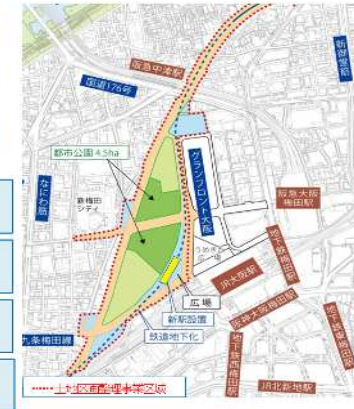 阪急中津駅
新御堂筋
国道176号
都市公園 4.5ha
グランフロント大阪
なにわ筋
新梅田
シティ
阪急大阪
梅田駅
うめきた
広場
地下鉄梅田駅
JR大阪駅
広場
新駅設置
阪神大阪梅田駅
鉄道地下化
九条梅田線
地下鉄西梅田駅
地下鉄東梅田駅
JR北新地駅
土地区画整理事業区域